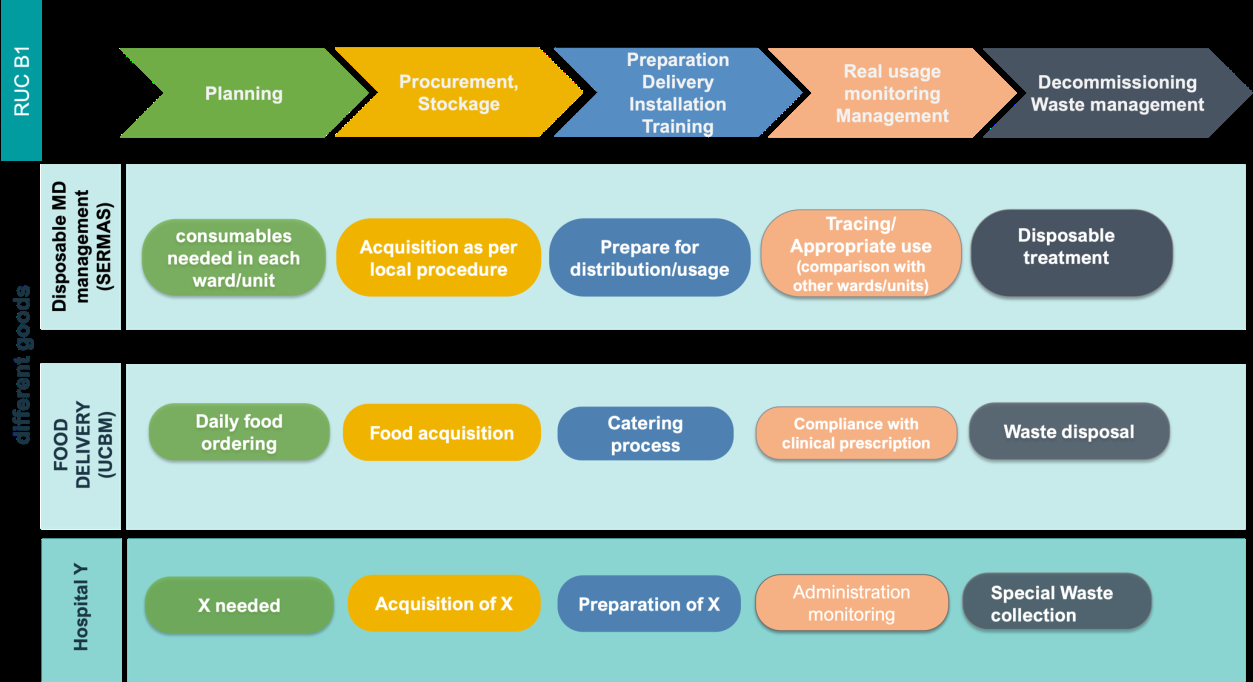 RUC B1
Planning
Procurement,
Stockage
Preparation
Delivery
Installation
Training
Real usage
monitoring
Management
Decommissioning
Waste management
different goods
Disposable MD
management
(SERMAS)
consumables
needed in each
ward/unit
Acquisition as per
local procedure
Prepare for
distribution/usage
Tracing/
Appropriate use
(comparison with
other wards/units)
Disposable
treatment
FOOD
DELIVERY
(UCBMI)
Daily food
ordering
Food acquisition
Catering
process
Compliance with
clinical prescription
Waste disposal
Hospital Y
X needed
Acquisition of X
Preparation of X
Administration
monitoring
Special Waste
collection